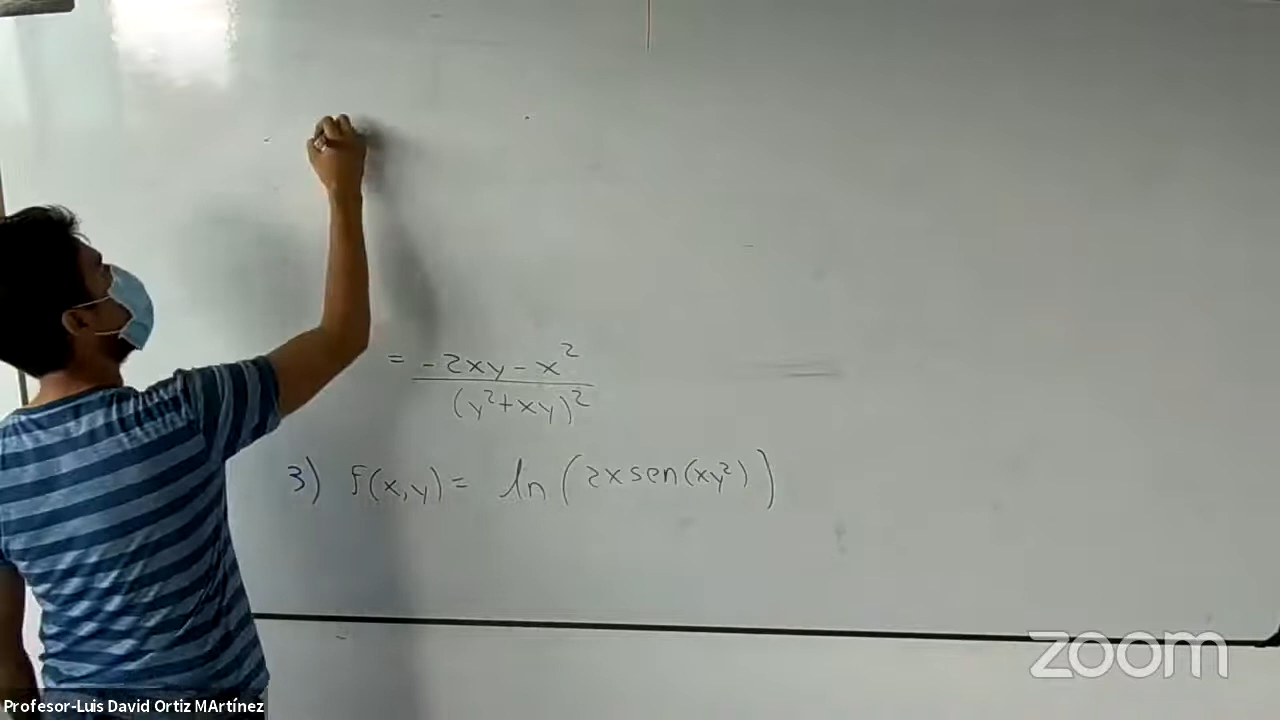 = -2xy - x²
(y²+xy)²
3) f(x,y) = ln(2x sen(xy²))
zoom
Profesor-Luis David Ortiz MArtínez